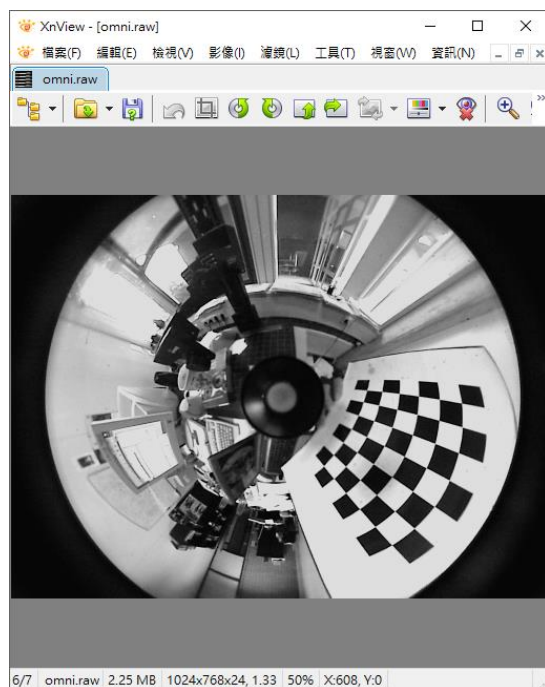 XnView - [omni.raw]
檔案(F) 編輯(E) 檢視(V) 影像(I) 濾鏡(L) 工具(T) 視窗(W) 資訊(N)
omni.raw
6/7 omni.raw 2.25 MB 1024x768x24, 1.33 50% X:608, Y:0